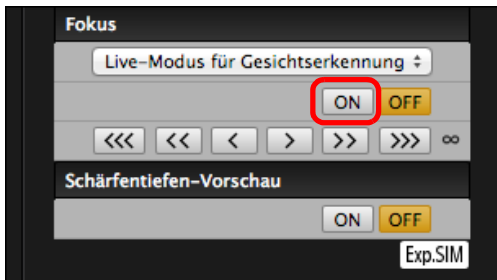 Fokus
Live-Modus für Gesichtserkennung
ON OFF
<<< << < > >> >>> ∞
Schärfentiefen-Vorschau
ON OFF
Exp.SIM